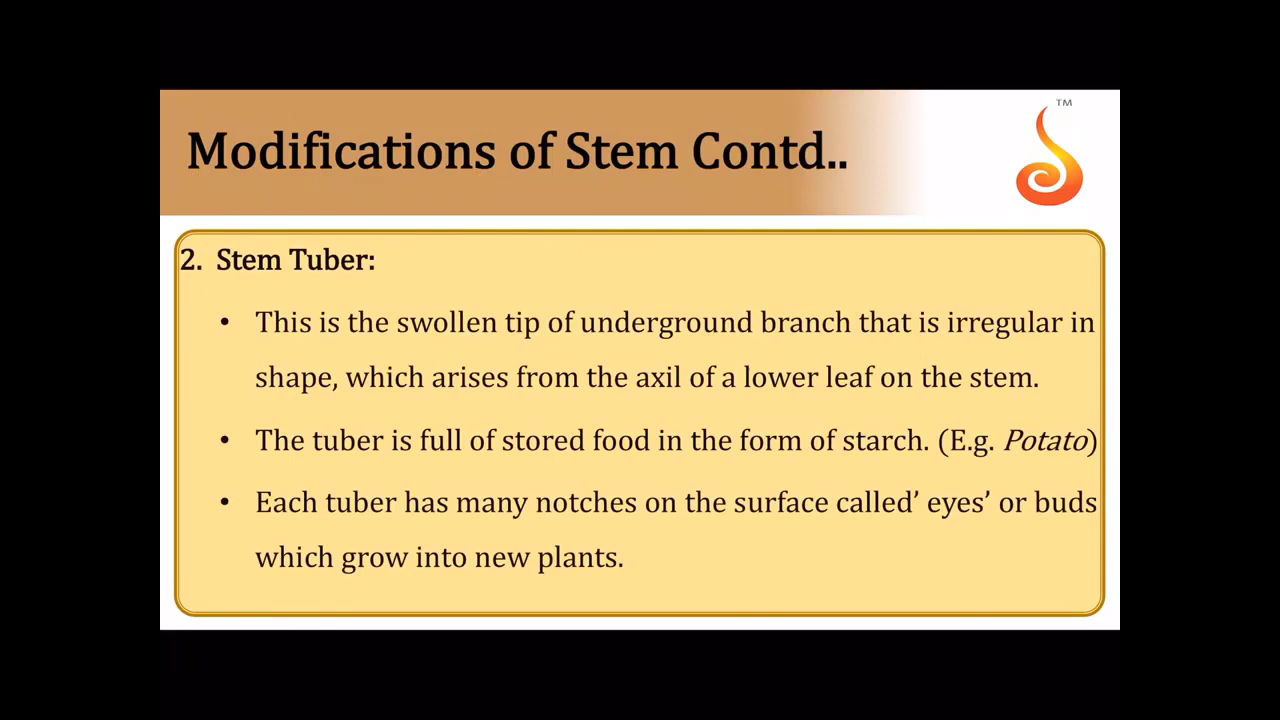 Modifications of Stem Contd..
TM
2. Stem Tuber:
• This is the swollen tip of underground branch that is irregular in
shape, which arises from the axil of a lower leaf on the stem.
• The tuber is full of stored food in the form of starch. (E.g. Potato)
• Each tuber has many notches on the surface called’ eyes’ or buds
which grow into new plants.